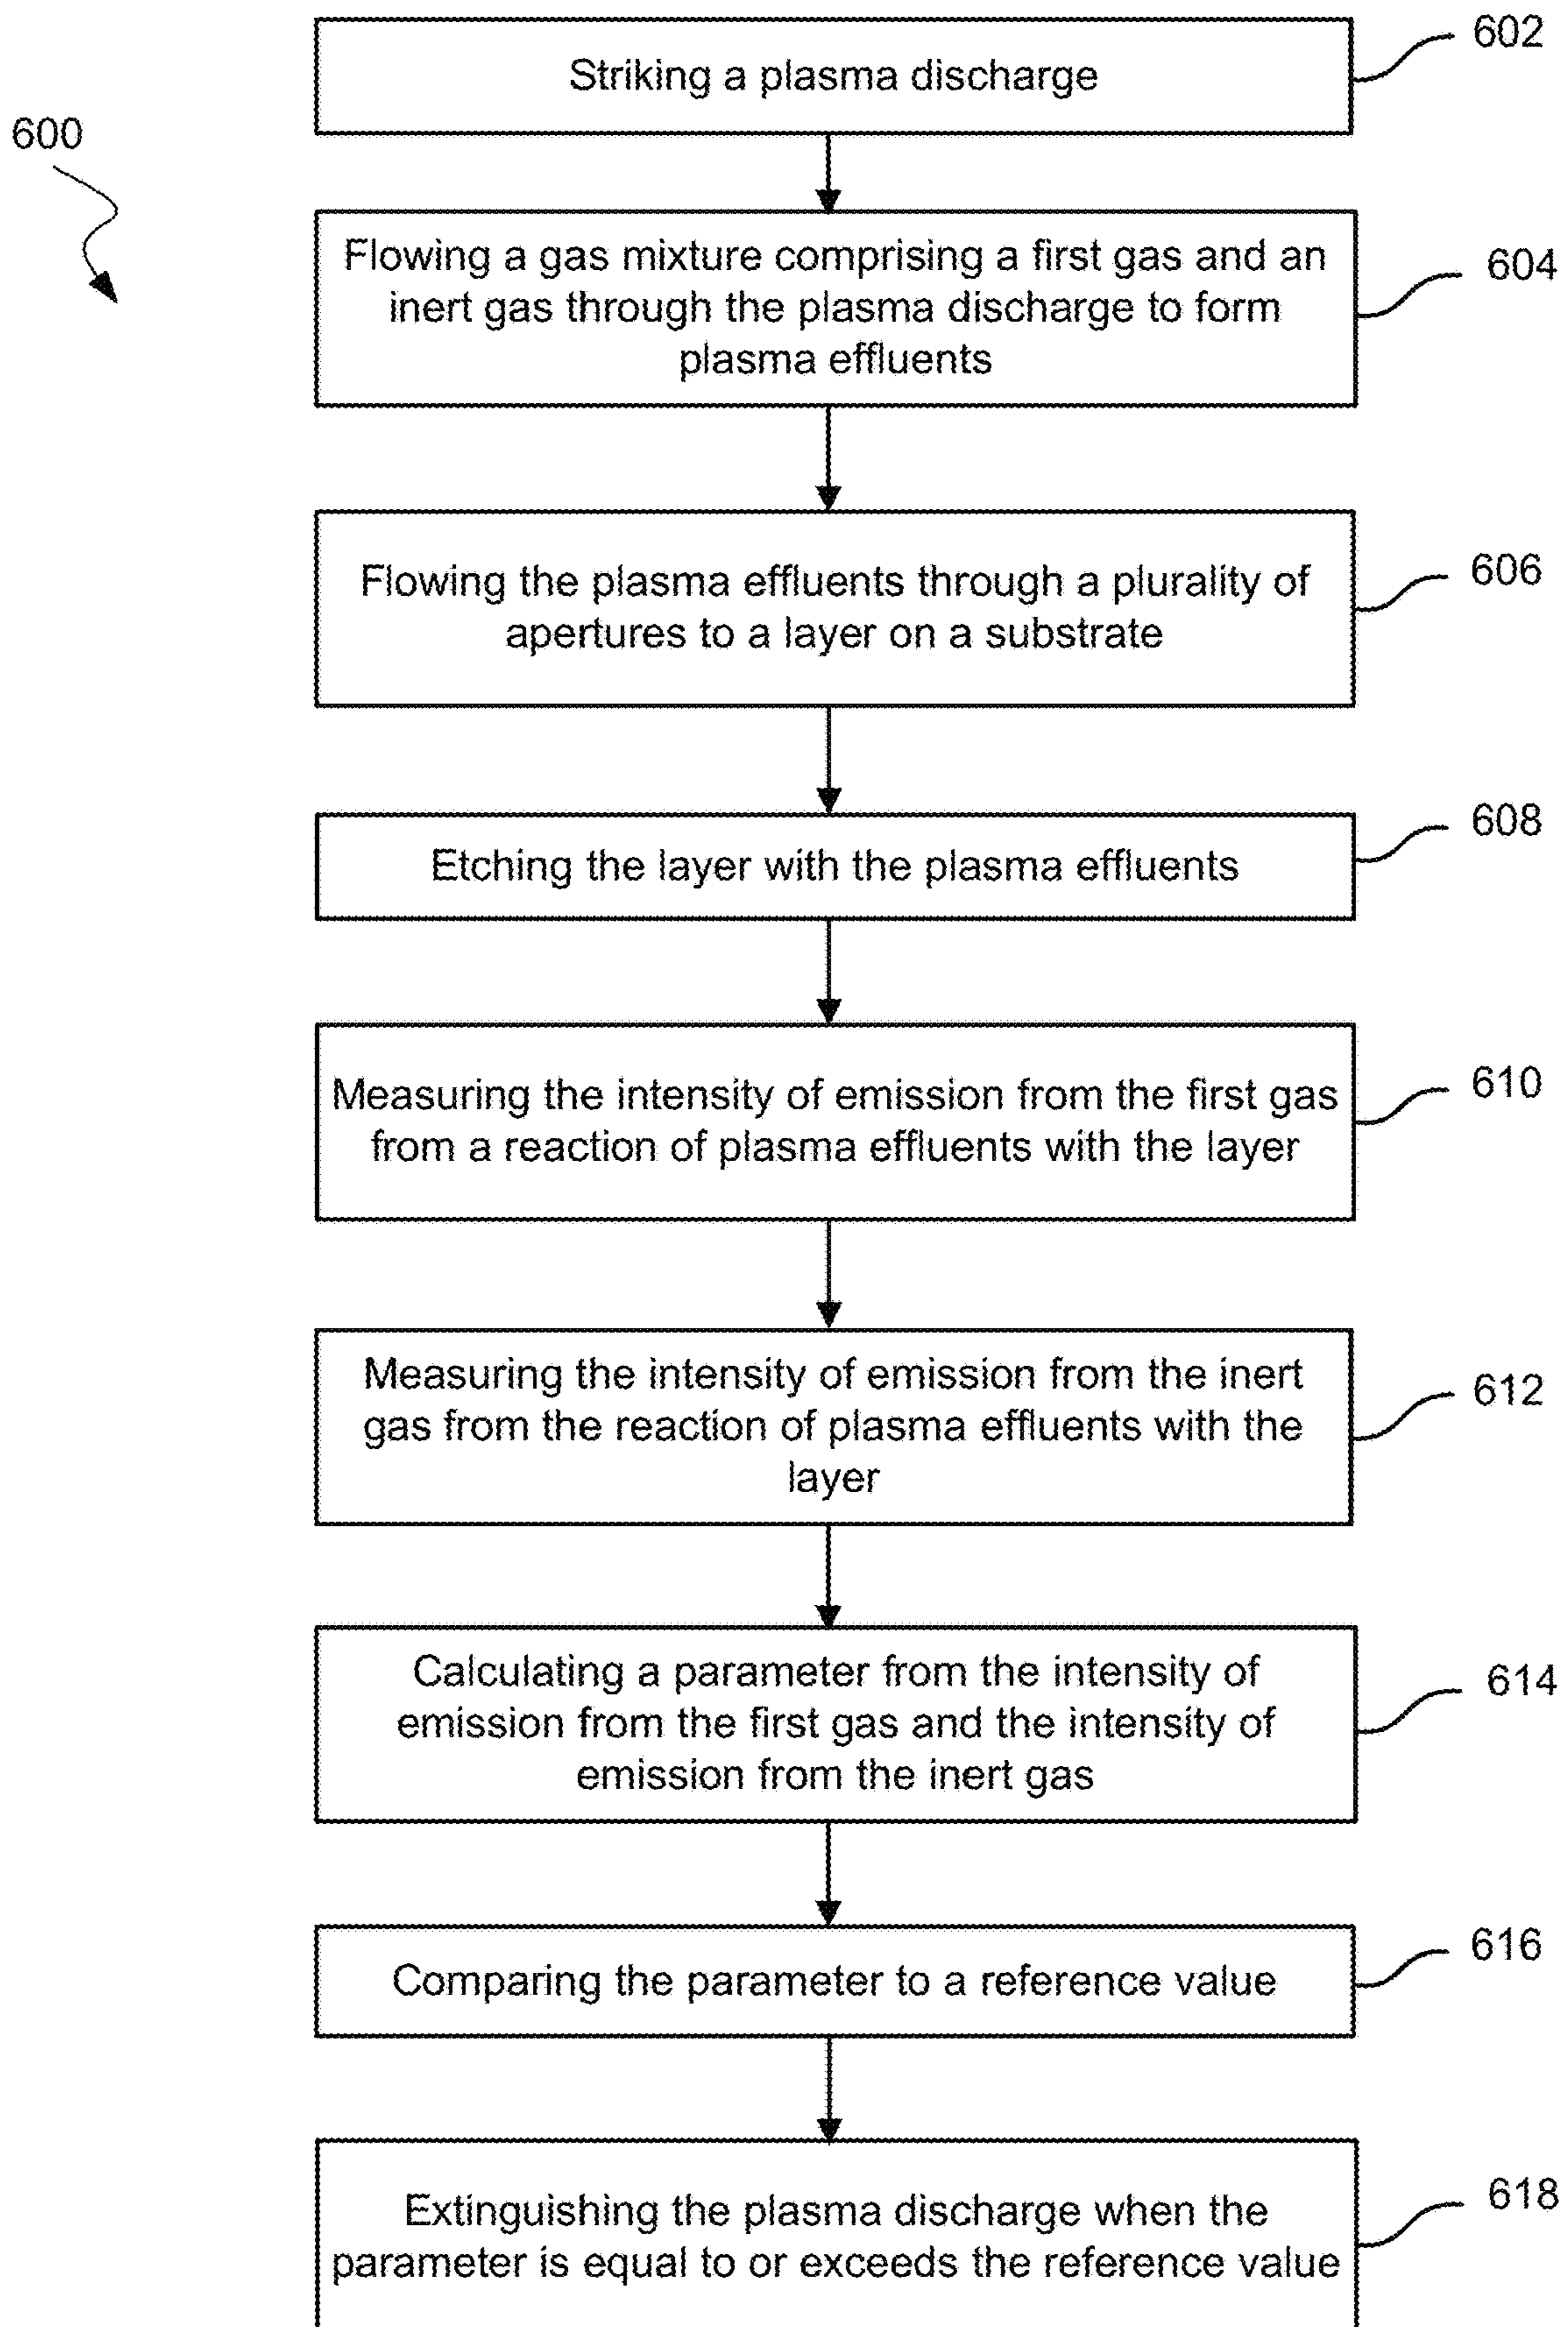 602
Striking a plasma discharge
600
Flowing a gas mixture comprising a first gas and an
inert gas through the plasma discharge to form
plasma effluents
604
Flowing the plasma effluents through a plurality of
apertures to a layer on a substrate
606
Etching the layer with the plasma effluents
608
Measuring the intensity of emission from the first gas
from a reaction of plasma effluents with the layer
610
Measuring the intensity of emission from the inert
gas from the reaction of plasma effluents with the
layer
612
Calculating a parameter from the intensity of
emission from the first gas and the intensity of
emission from the inert gas
614
Comparing the parameter to a reference value
616
Extinguishing the plasma discharge when the
parameter is equal to or exceeds the reference value
618